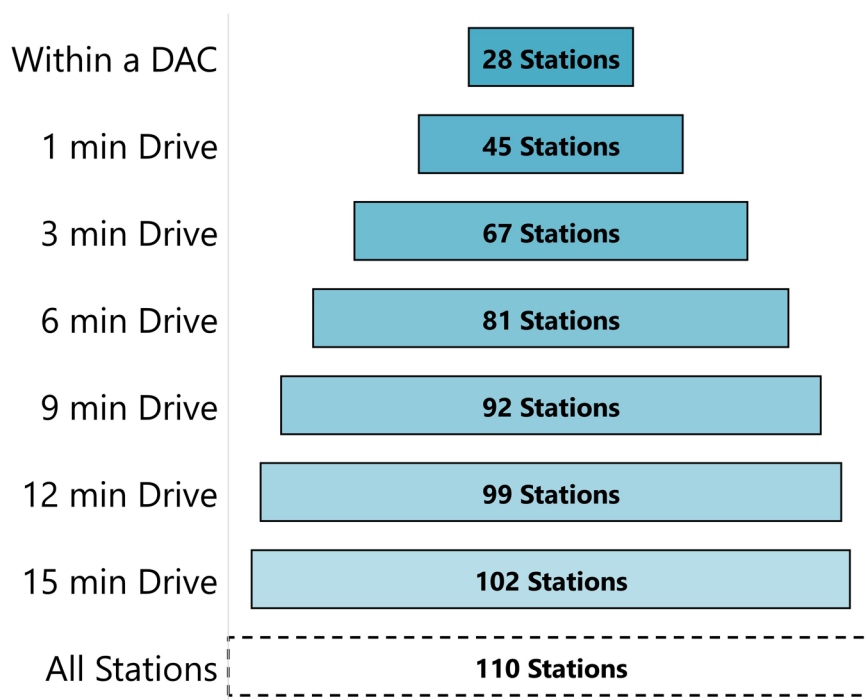 Within a DAC 28 Stations
1 min Drive 45 Stations
3 min Drive 67 Stations
6 min Drive 81 Stations
9 min Drive 92 Stations
12 min Drive 99 Stations
15 min Drive 102 Stations
All Stations 110 Stations